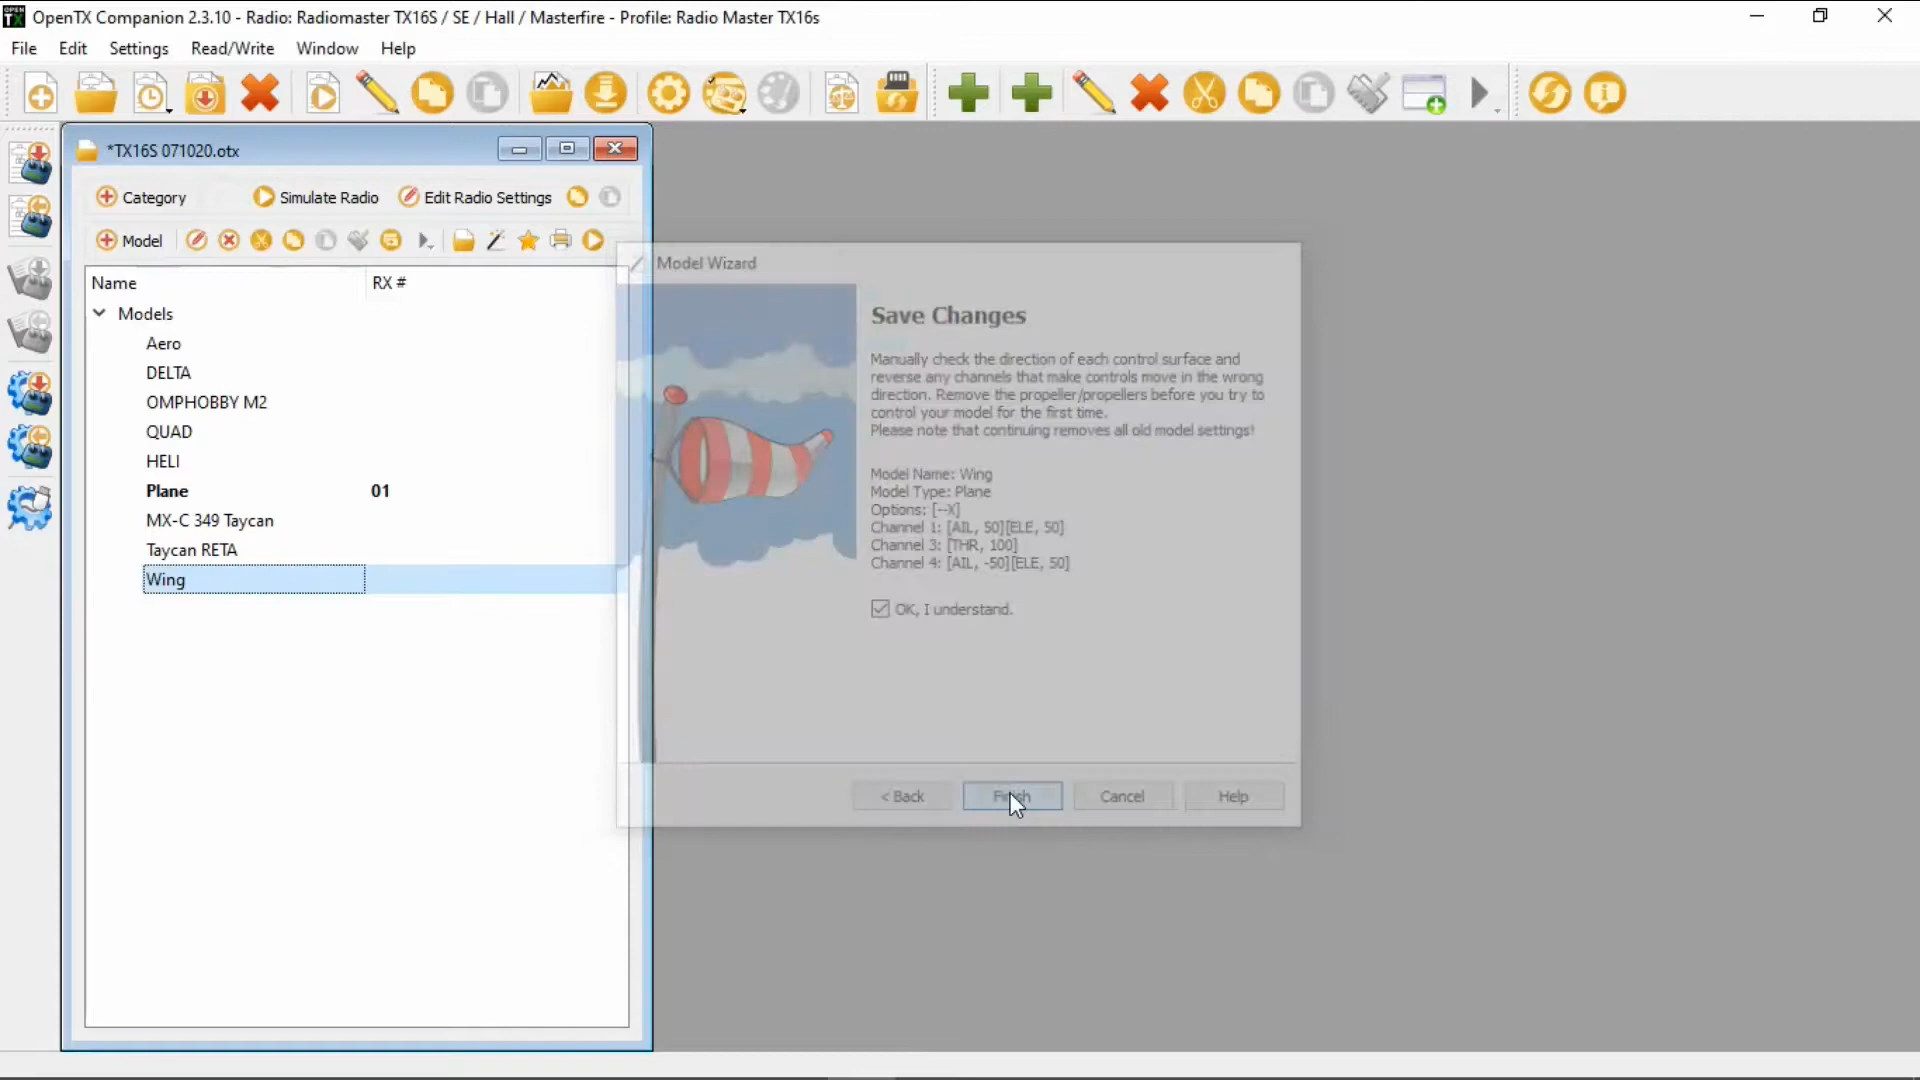 OpenTX Companion 2.3.10 - Radio: Radiomaster TX16S / SE / Hall / Masterfire - Profile: Radio Master TX16s
File Edit Settings Read/Write Window Help
*TX16S 071020.otx
Category Simulate Radio Edit Radio Settings
Model
Name RX #
Models
Aero
DELTA
OMPHOBBY M2
QUAD
HELI
Plane 01
MX-C 349 Taycan
Taycan RETA
Wing
Model Wizard
Save Changes
Manually check the direction of each control surface and
reverse any channels that make controls move in the wrong
direction. Remove the propeller/propellers before you try to
control your model for the first time.
Please note that continuing removes all old model settings!
Model Name: Wing
Model Type: Plane
Options: [--X]
Channel 1: [AIL, 50][ELE, 50]
Channel 3: [THR, 100]
Channel 4: [AIL, -50][ELE, 50]
OK, I understand.
< Back Finish Cancel Help